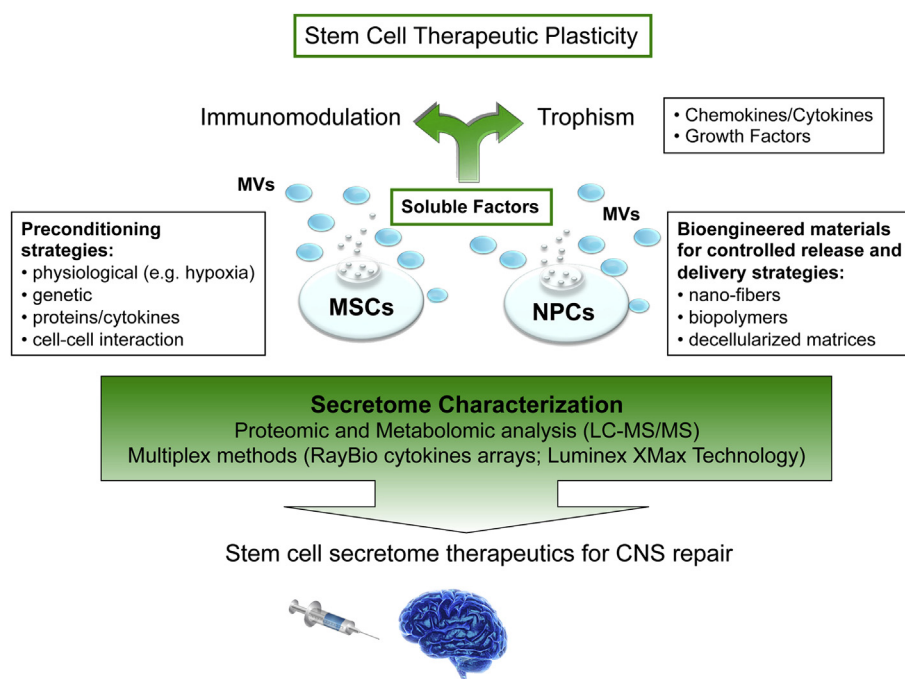 Stem Cell Therapeutic Plasticity
Immunomodulation
Trophism
• Chemokines/Cytokines
• Growth Factors
MVs
Soluble Factors
MVs
Preconditioning
strategies:
• physiological (e.g. hypoxia)
• genetic
• proteins/cytokines
• cell-cell interaction
MSCs
NPCs
Bioengineered materials
for controlled release and
delivery strategies:
• nano-fibers
• biopolymers
• decellularized matrices
Secretome Characterization
Proteomic and Metabolomic analysis (LC-MS/MS)
Multiplex methods (RayBio cytokines arrays; Luminex XMax Technology)
Stem cell secretome therapeutics for CNS repair